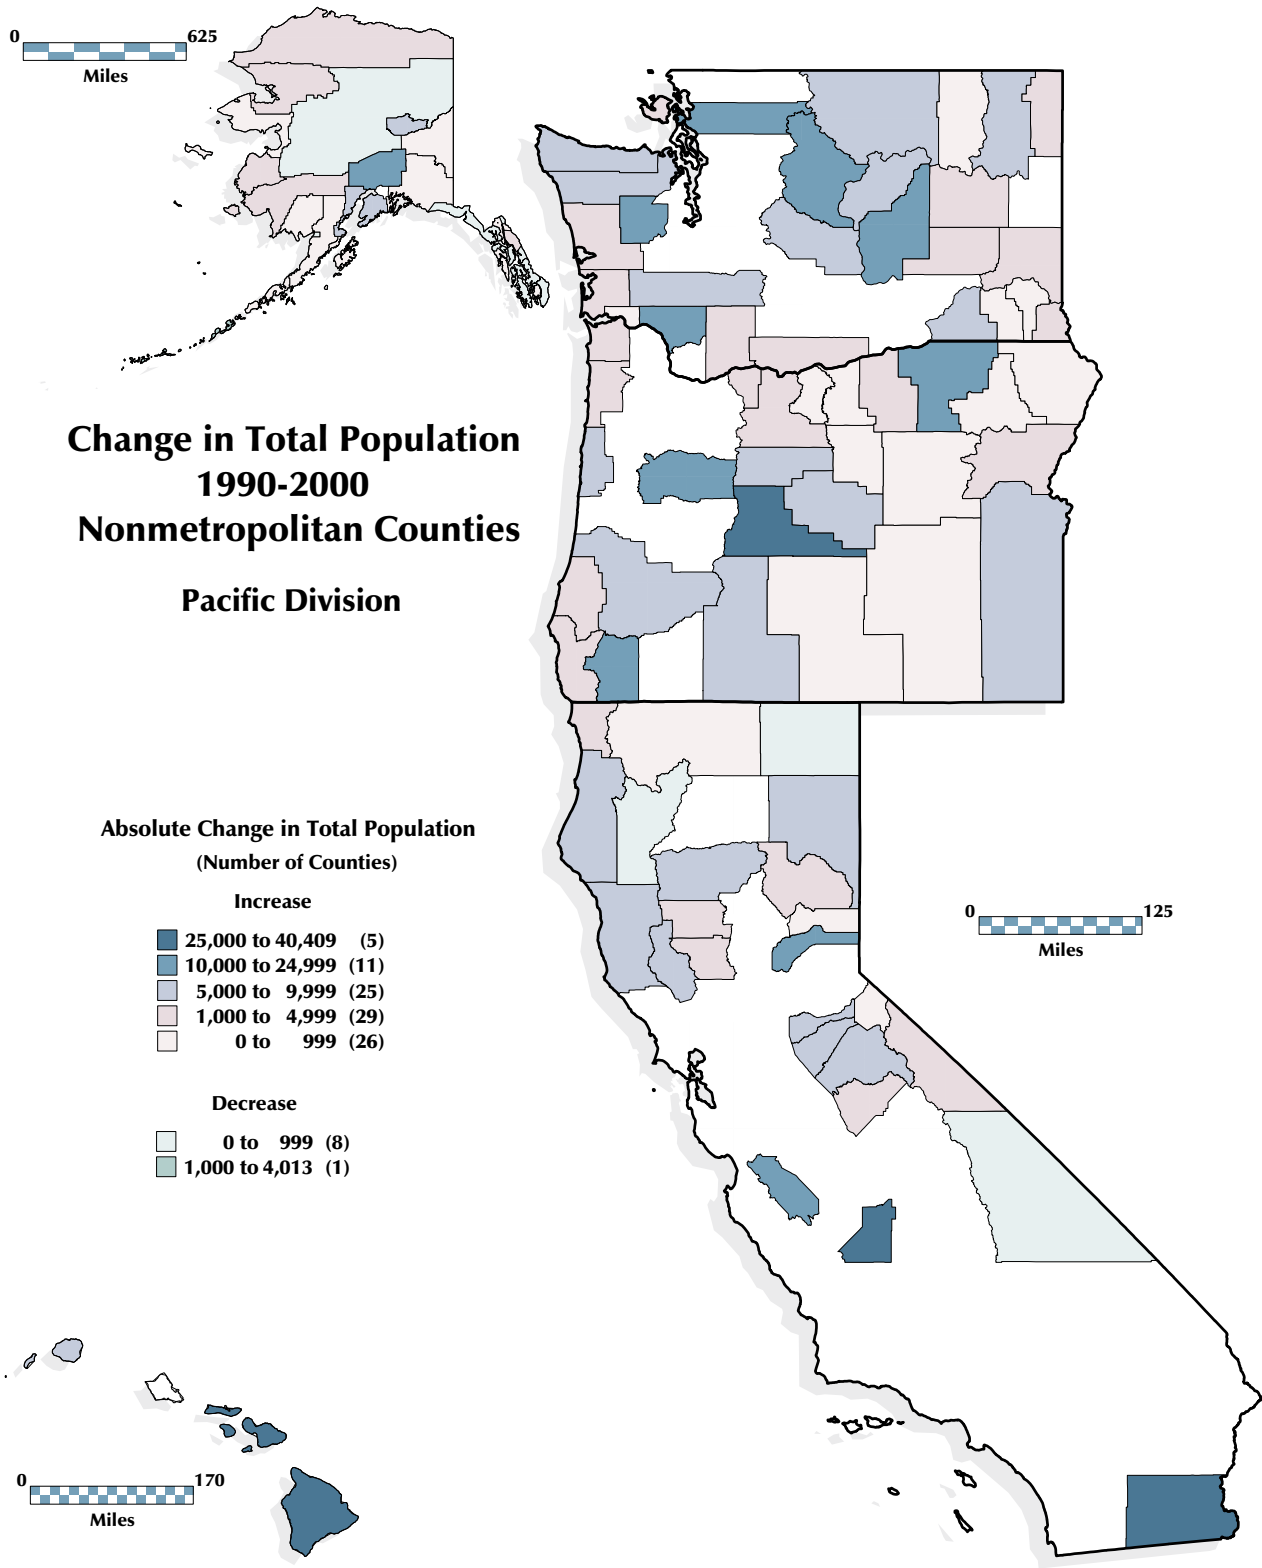 0 625
Miles
Change in Total Population
1990-2000
Nonmetropolitan Counties
Pacific Division
Absolute Change in Total Population
(Number of Counties)
Increase
25,000 to 40,409 (5)
10,000 to 24,999 (11)
5,000 to 9,999 (25)
1,000 to 4,999 (29)
0 to 999 (26)
Decrease
0 to 999 (8)
1,000 to 4,013 (1)
0 125
Miles
0 170
Miles